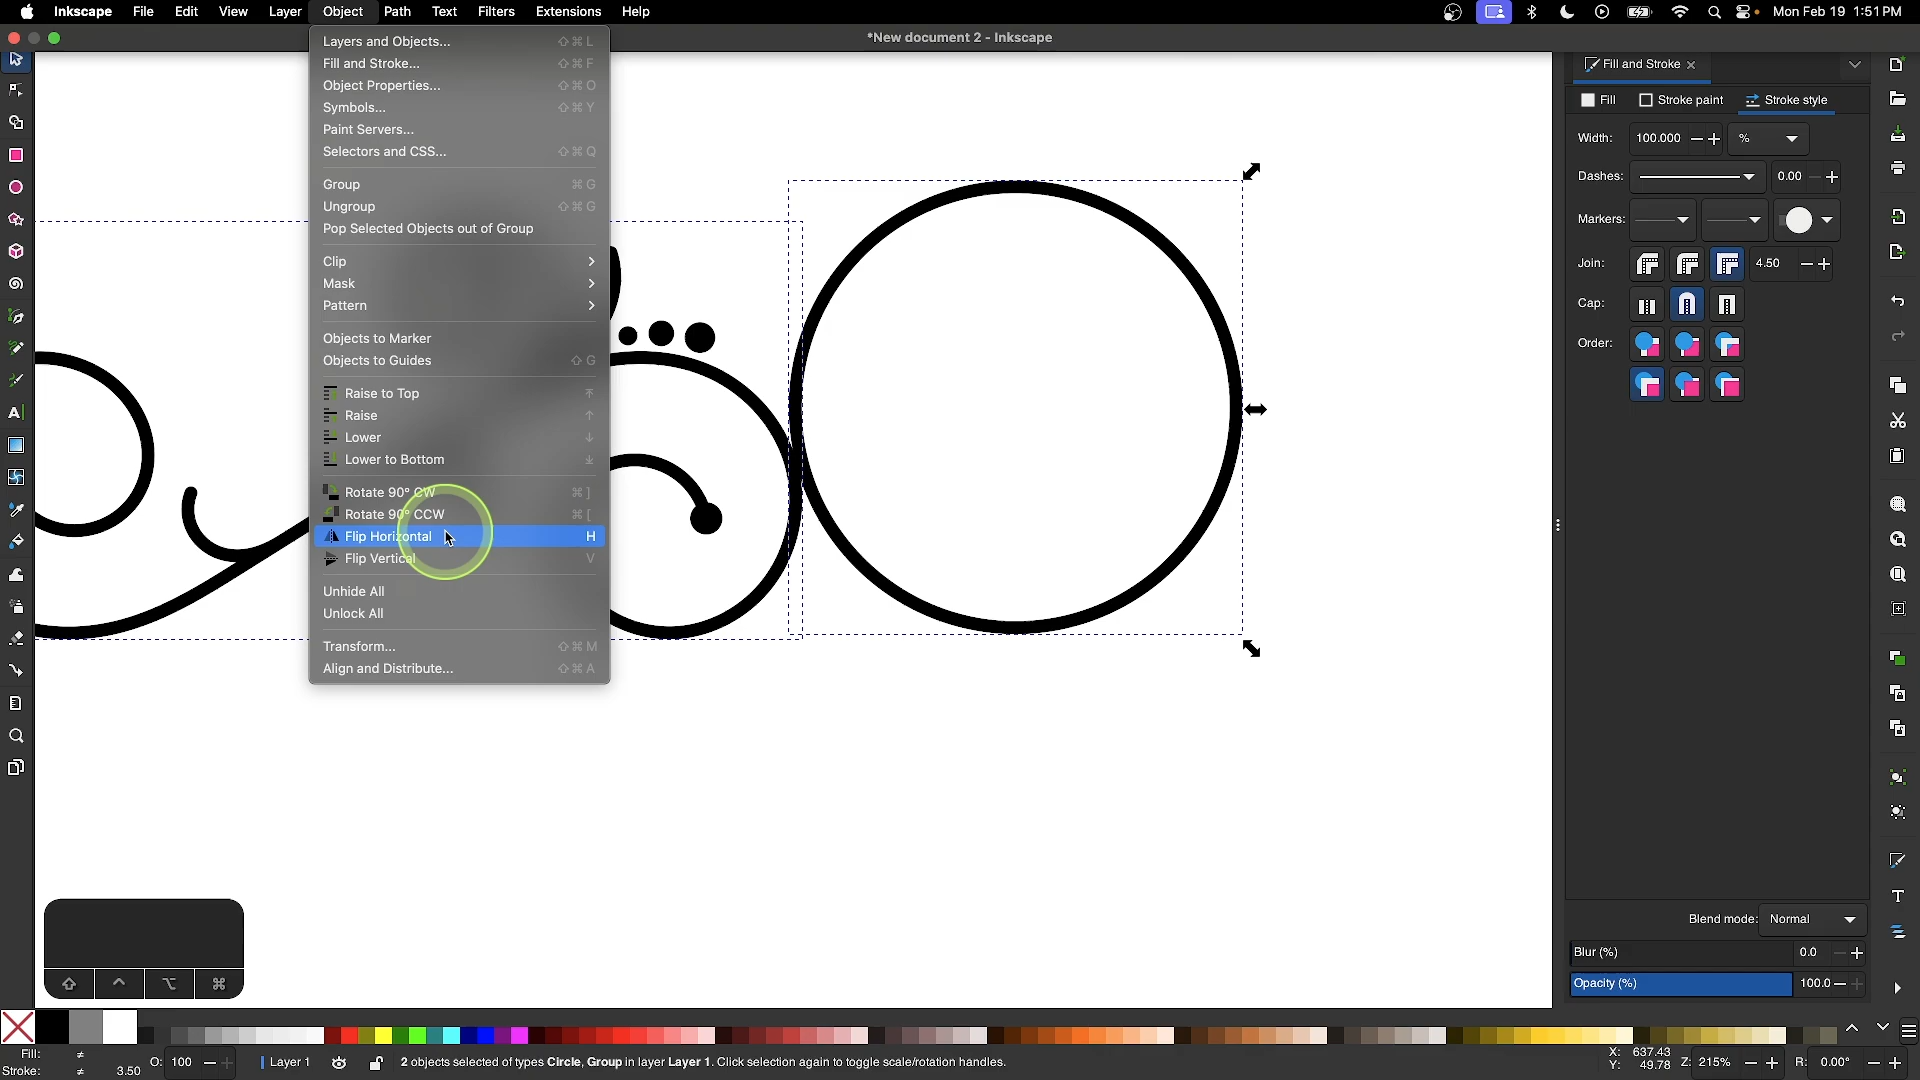 Inkscape File Edit View Layer Object Path Text Filters Extensions Help Mon Feb 19 1:51 PM
*New document 2 - Inkscape
Layers and Objects... ⇧⌘L
Fill and Stroke... ⇧⌘F
Object Properties... ⇧⌘O
Symbols... ⇧⌘Y
Paint Servers...
Selectors and CSS... ⇧⌘Q
Group ⌘G
Ungroup ⇧⌘G
Pop Selected Objects out of Group
Clip
Mask
Pattern
Objects to Marker
Objects to Guides ⇧G
Raise to Top
Raise
Lower
Lower to Bottom
Rotate 90° CW ⌘]
Rotate 90° CCW ⌘[
Flip Horizontal H
Flip Vertical V
Unhide All
Unlock All
Transform... ⇧⌘M
Align and Distribute... ⇧⌘A
Fill and Stroke
Fill Stroke paint Stroke style
Width: 100.000 %
Dashes: 0.00
Markers:
Join: 4.50
Cap:
Order:
Blend mode: Normal
Blur (%) 0.0
Opacity (%) 100.0
Fill: ≠
Stroke: ≠ 3.50
O: 100
Layer 1
2 objects selected of types Circle, Group in layer Layer 1. Click selection again to toggle scale/rotation handles.
X: 637.43
Y: 49.78
Z: 215%
R: 0.00°